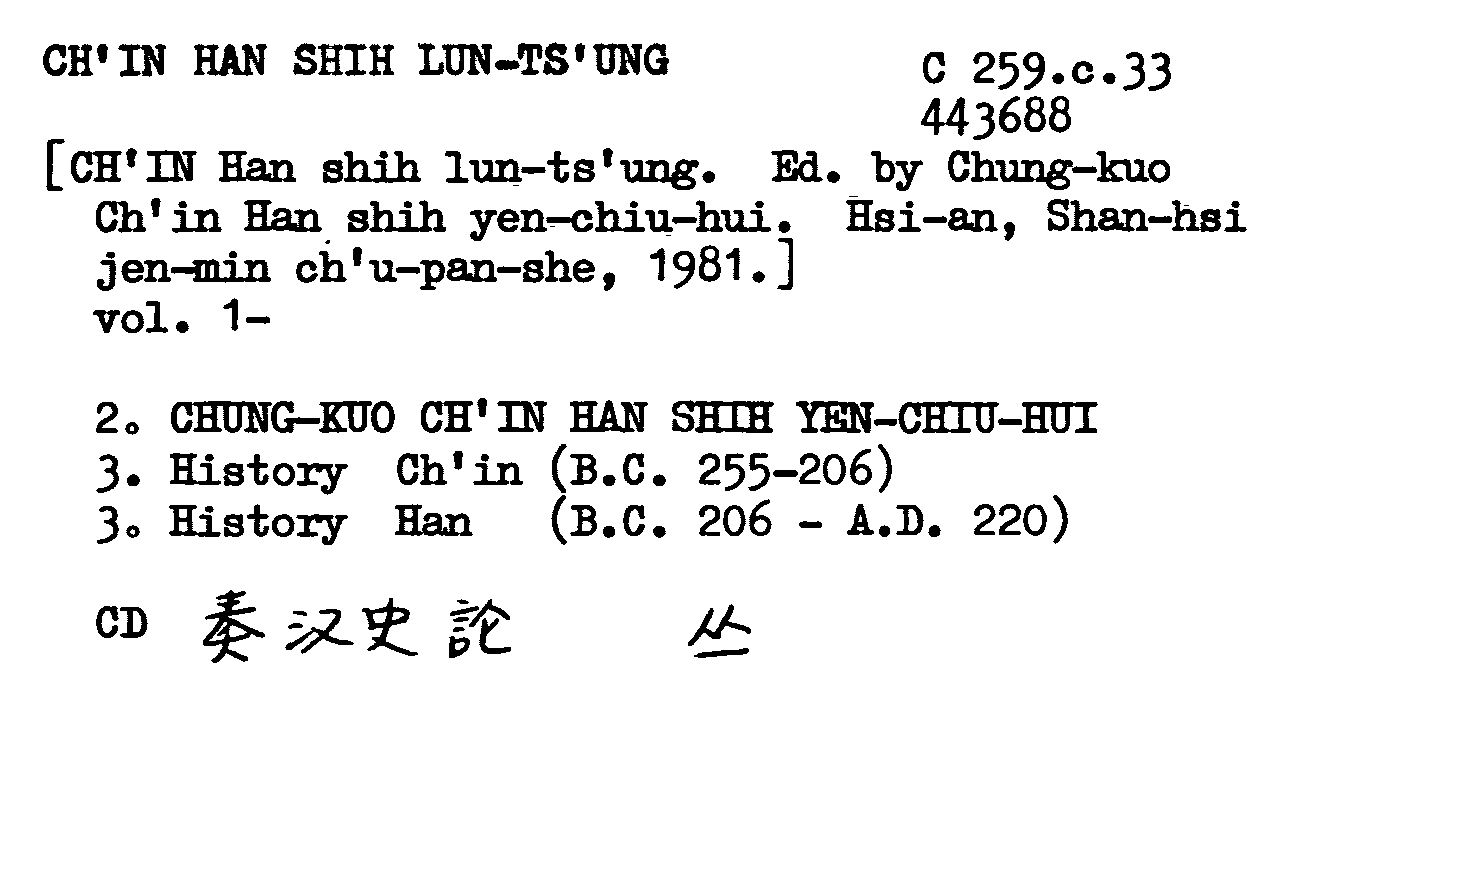 CH'IN HAN SHIH LUN-TS'UNG
C 259.c.33
443688
[CH'IN Han shih lun-ts'ung. Ed. by Chung-kuo
Ch'in Han shih yen-chiu-hui. Hsi-an, Shan-hsi
jen-min ch'u-pan-she, 1981.]
vol. 1-
2. CHUNG-KUO CH'IN HAN SHIH YEN-CHIU-HUI
3. History Ch'in (B.C. 255-206)
3. History Han (B.C. 206 - A.D. 220)
CD 秦汉史論 丛